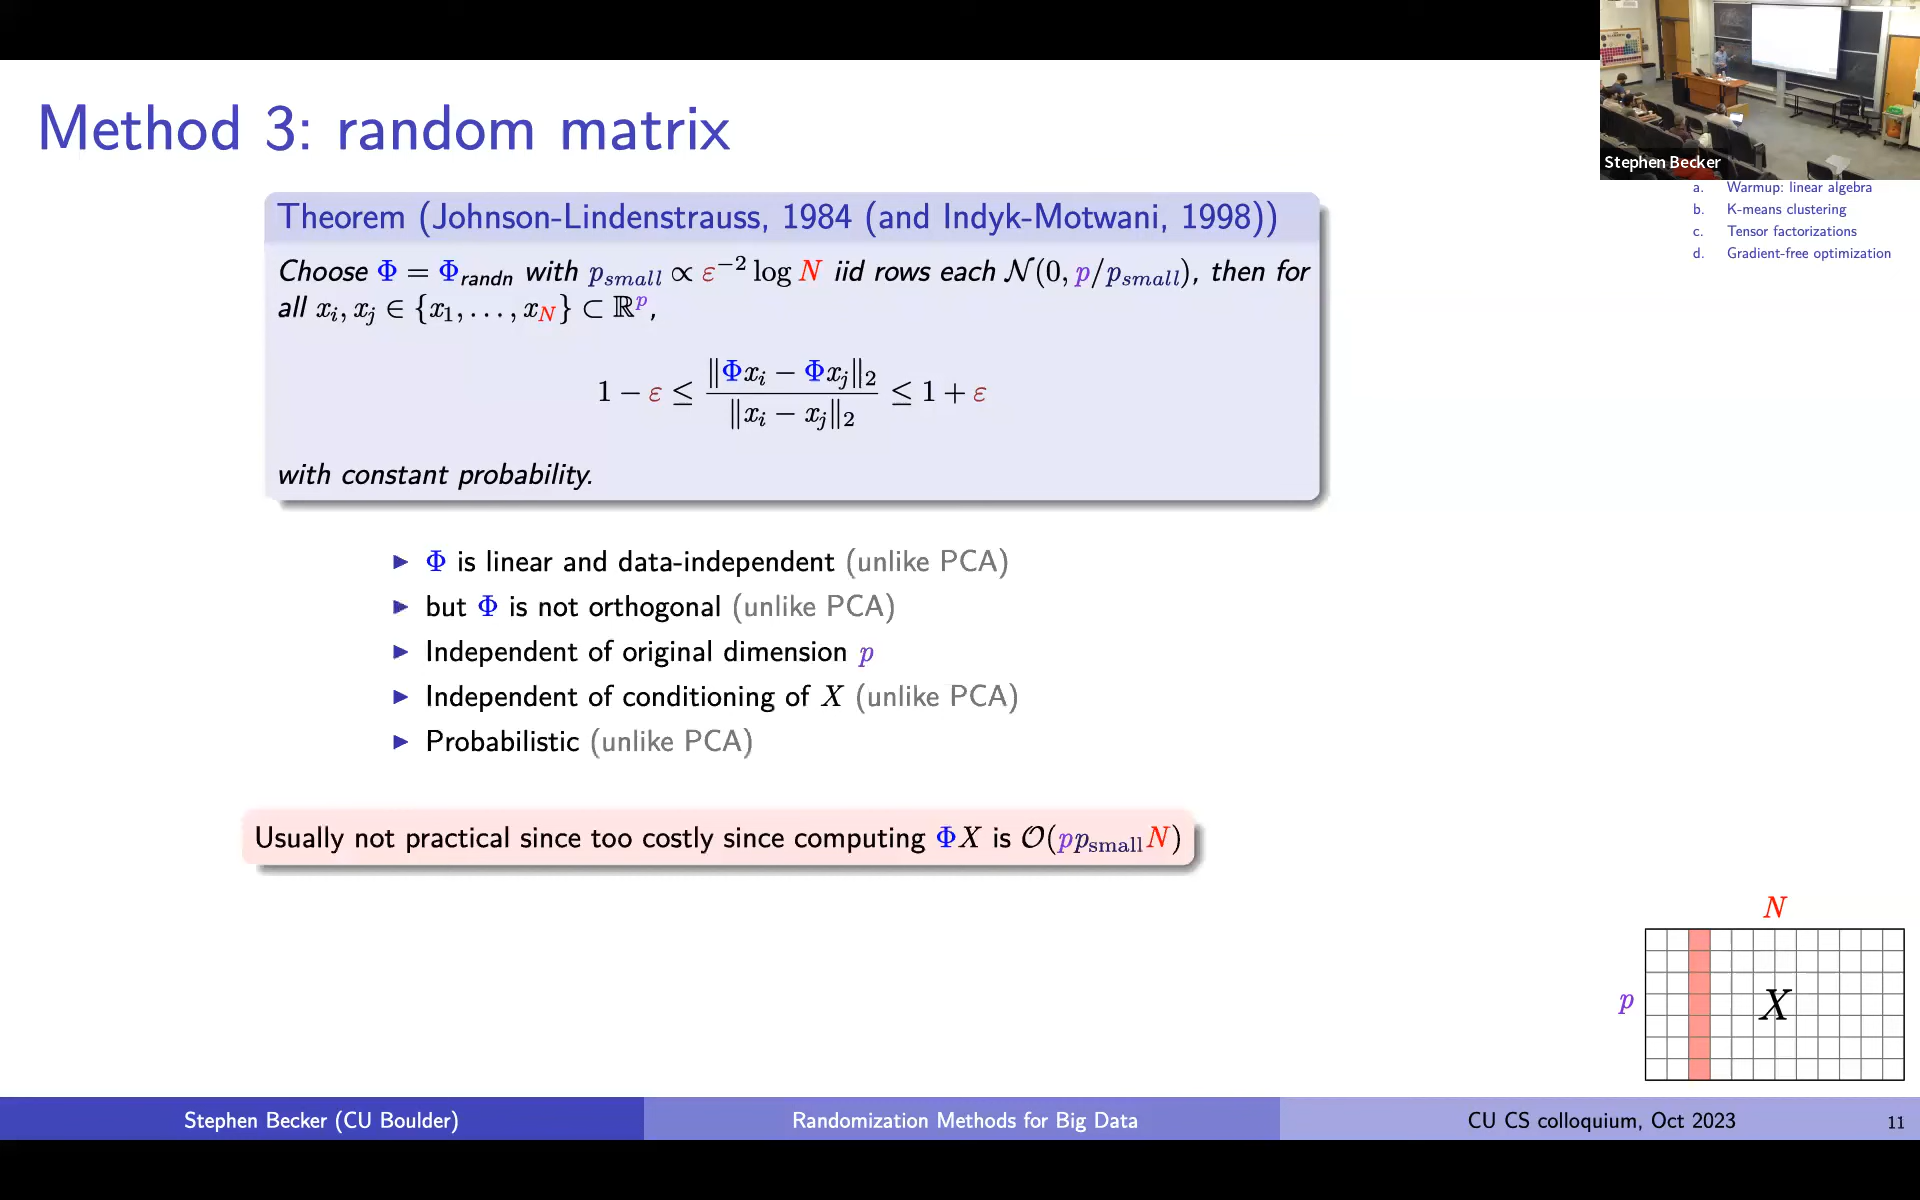 Method 3: random matrix
Stephen Becker
a. Warmup: linear algebra
b. K-means clustering
c. Tensor factorizations
d. Gradient-free optimization
Theorem (Johnson-Lindenstrauss, 1984 (and Indyk-Motwani, 1998))
Choose Φ = Φ_randn with p_small ∝ ε^−2 log N iid rows each 𝒩(0, p/p_small), then for
all x_i, x_j ∈ {x_1, . . . , x_N} ⊂ ℝ^p,
1 − ε ≤ ‖Φx_i − Φx_j‖_2 / ‖x_i − x_j‖_2 ≤ 1 + ε
with constant probability.
▶ Φ is linear and data-independent (unlike PCA)
▶ but Φ is not orthogonal (unlike PCA)
▶ Independent of original dimension p
▶ Independent of conditioning of X (unlike PCA)
▶ Probabilistic (unlike PCA)
Usually not practical since too costly since computing ΦX is 𝒪(pp_small N)
N
p
X
Stephen Becker (CU Boulder)
Randomization Methods for Big Data
CU CS colloquium, Oct 2023
11